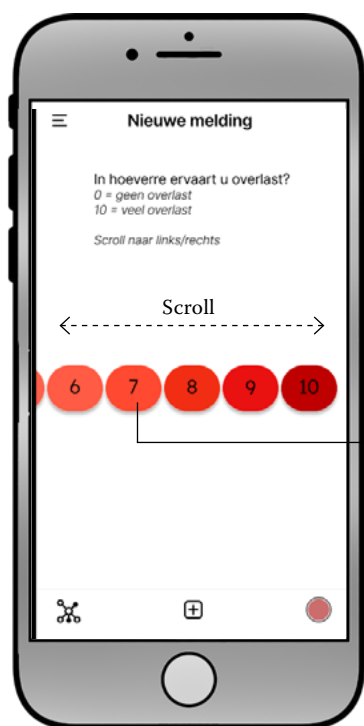 Nieuwe melding
In hoeverre ervaart u overlast?
0 = geen overlast
10 = veel overlast
Scroll naar links/rechts
Scroll
6 7 8 9 10